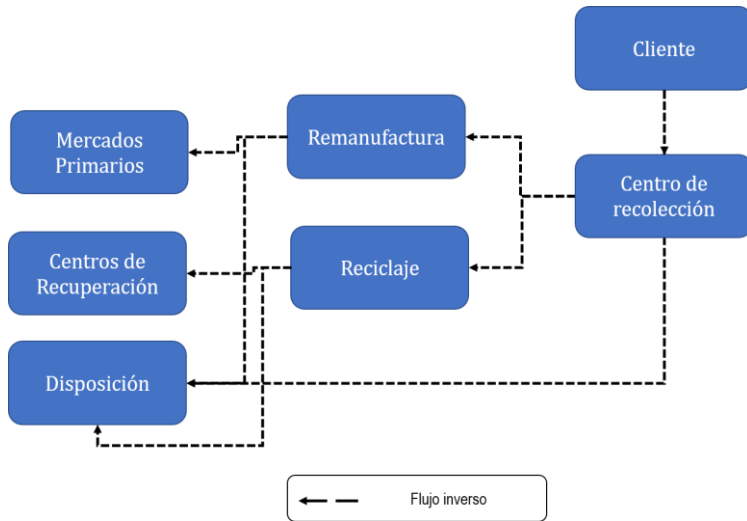 Cliente
Mercados
Primarios
Remanufactura
Centro de
recolección
Centros de
Recuperación
Reciclaje
Disposición
Flujo inverso